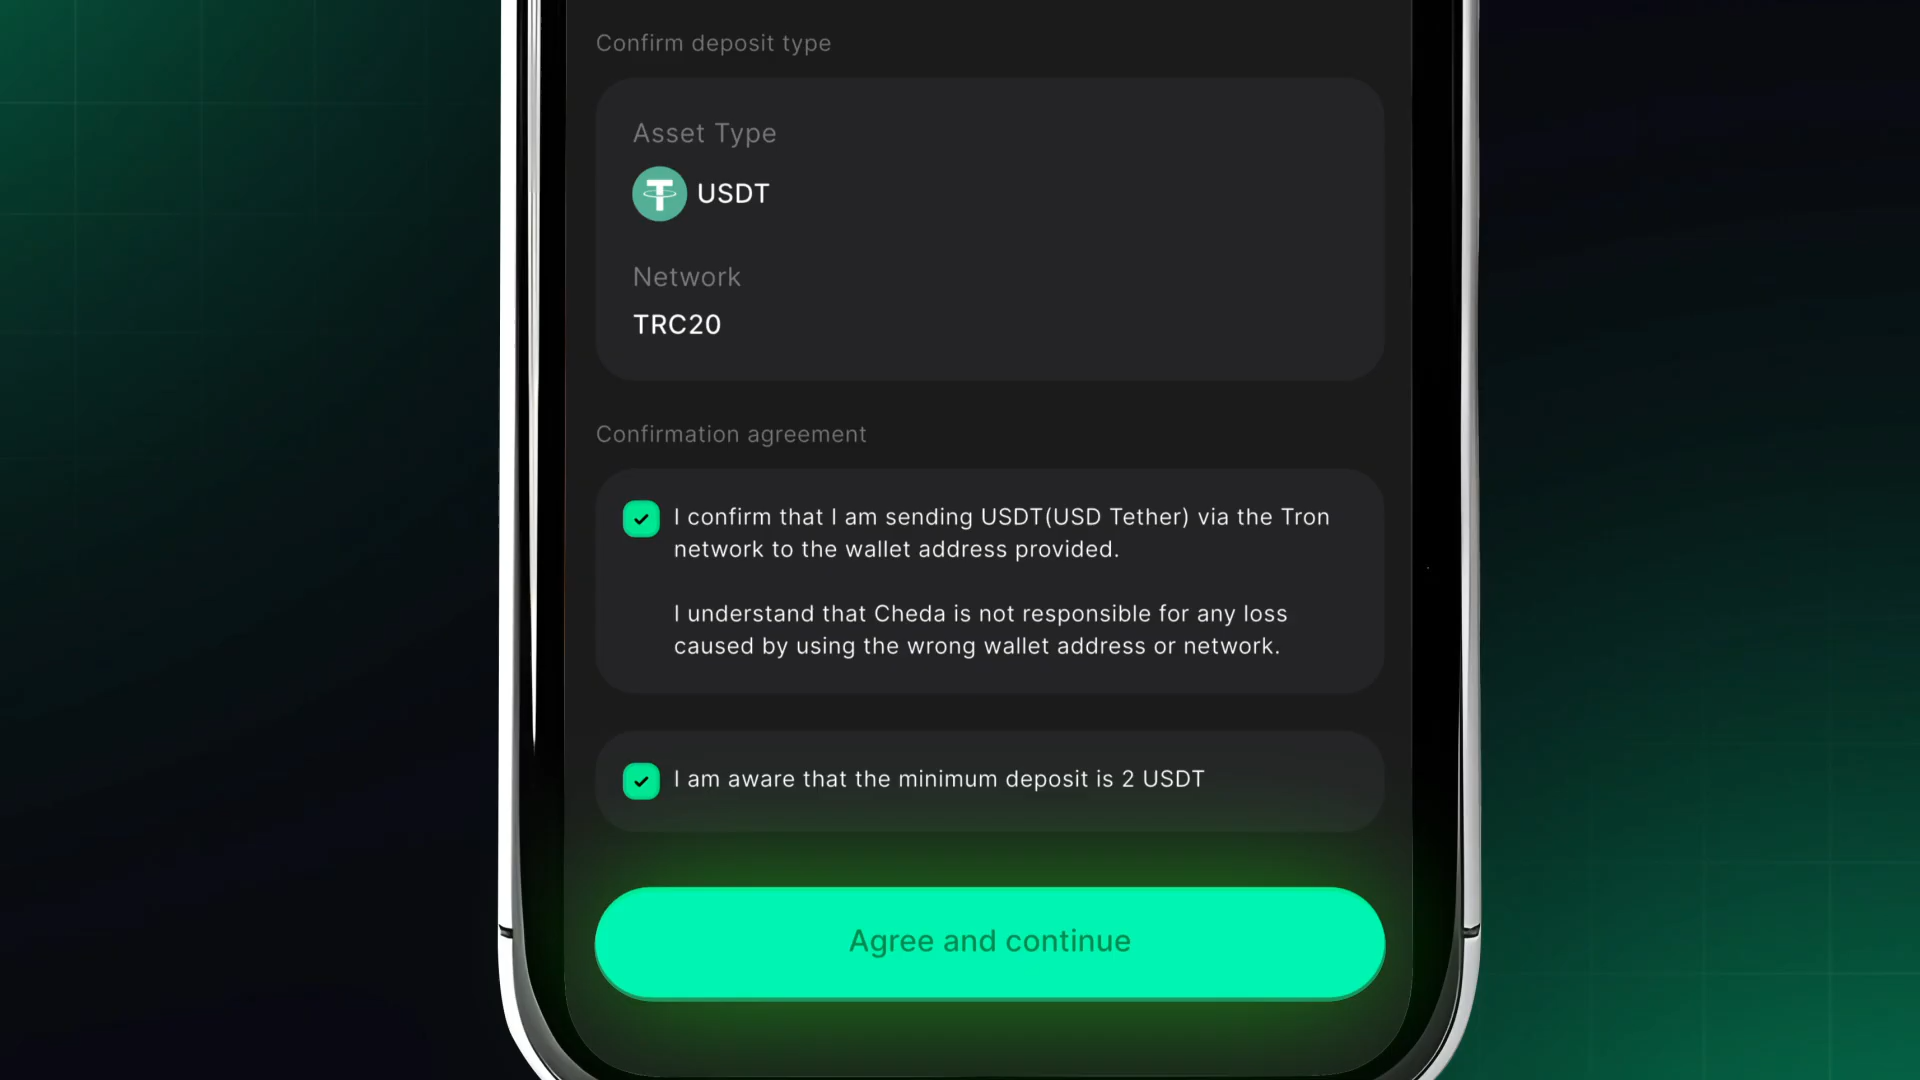 Confirm deposit type
Asset Type
USDT
Network
TRC20
Confirmation agreement
I confirm that I am sending USDT(USD Tether) via the Tron
network to the wallet address provided.
I understand that Cheda is not responsible for any loss
caused by using the wrong wallet address or network.
I am aware that the minimum deposit is 2 USDT
Agree and continue